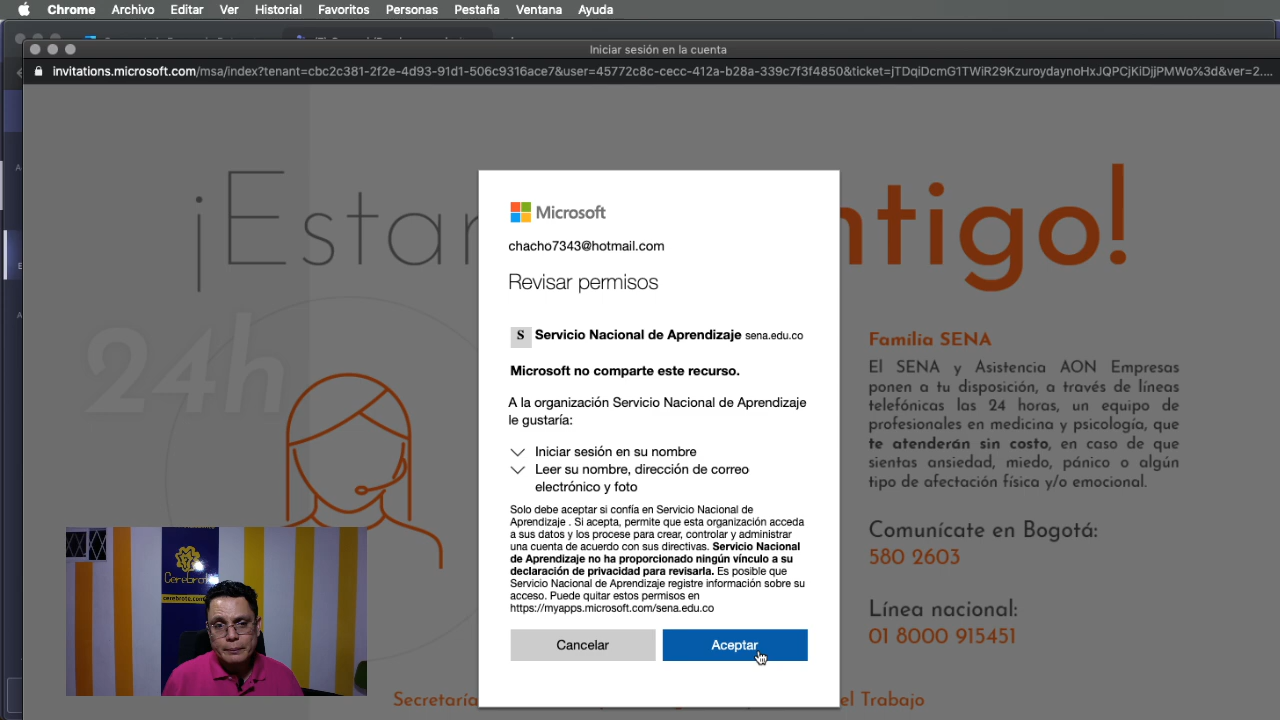 Chrome Archivo Editar Ver Historial Favoritos Personas Pestaña Ventana Ayuda
Iniciar sesión en la cuenta
invitations.microsoft.com/msa/index?tenant=cbc2c381-2f2e-4d93-91d1-506c9316ace7&user=45772c8c-cecc-412a-b28a-339c7f3f4850&ticket=jTDqiDcmG1TWiR29KzuroydaynoHxJQPCjKiDjjPMWo%3d&ver=2....
¡Estar ntigo!
24h
Microsoft
chacho7343@hotmail.com
Revisar permisos
S Servicio Nacional de Aprendizaje sena.edu.co
Microsoft no comparte este recurso.
A la organización Servicio Nacional de Aprendizaje
le gustaría:
Iniciar sesión en su nombre
Leer su nombre, dirección de correo
electrónico y foto
Solo debe aceptar si confía en Servicio Nacional de
Aprendizaje . Si acepta, permite que esta organización acceda
a sus datos y los procese para crear, controlar y administrar
una cuenta de acuerdo con sus directivas. Servicio Nacional
de Aprendizaje no ha proporcionado ningún vínculo a su
declaración de privacidad para revisarla. Es posible que
Servicio Nacional de Aprendizaje registre información sobre su
acceso. Puede quitar estos permisos en
https://myapps.microsoft.com/sena.edu.co
Cancelar Aceptar
Familia SENA
El SENA y Asistencia AON Empresas
ponen a tu disposición, a través de líneas
telefónicas las 24 horas, un equipo de
profesionales en medicina y psicología, que
te atenderán sin costo, en caso de que
sientas ansiedad, miedo, pánico o algún
tipo de afectación física y/o emocional.
Comunícate en Bogotá:
580 2603
Línea nacional:
01 8000 915451
Secretaría el Trabajo
Cerebrote
cerebrote.com